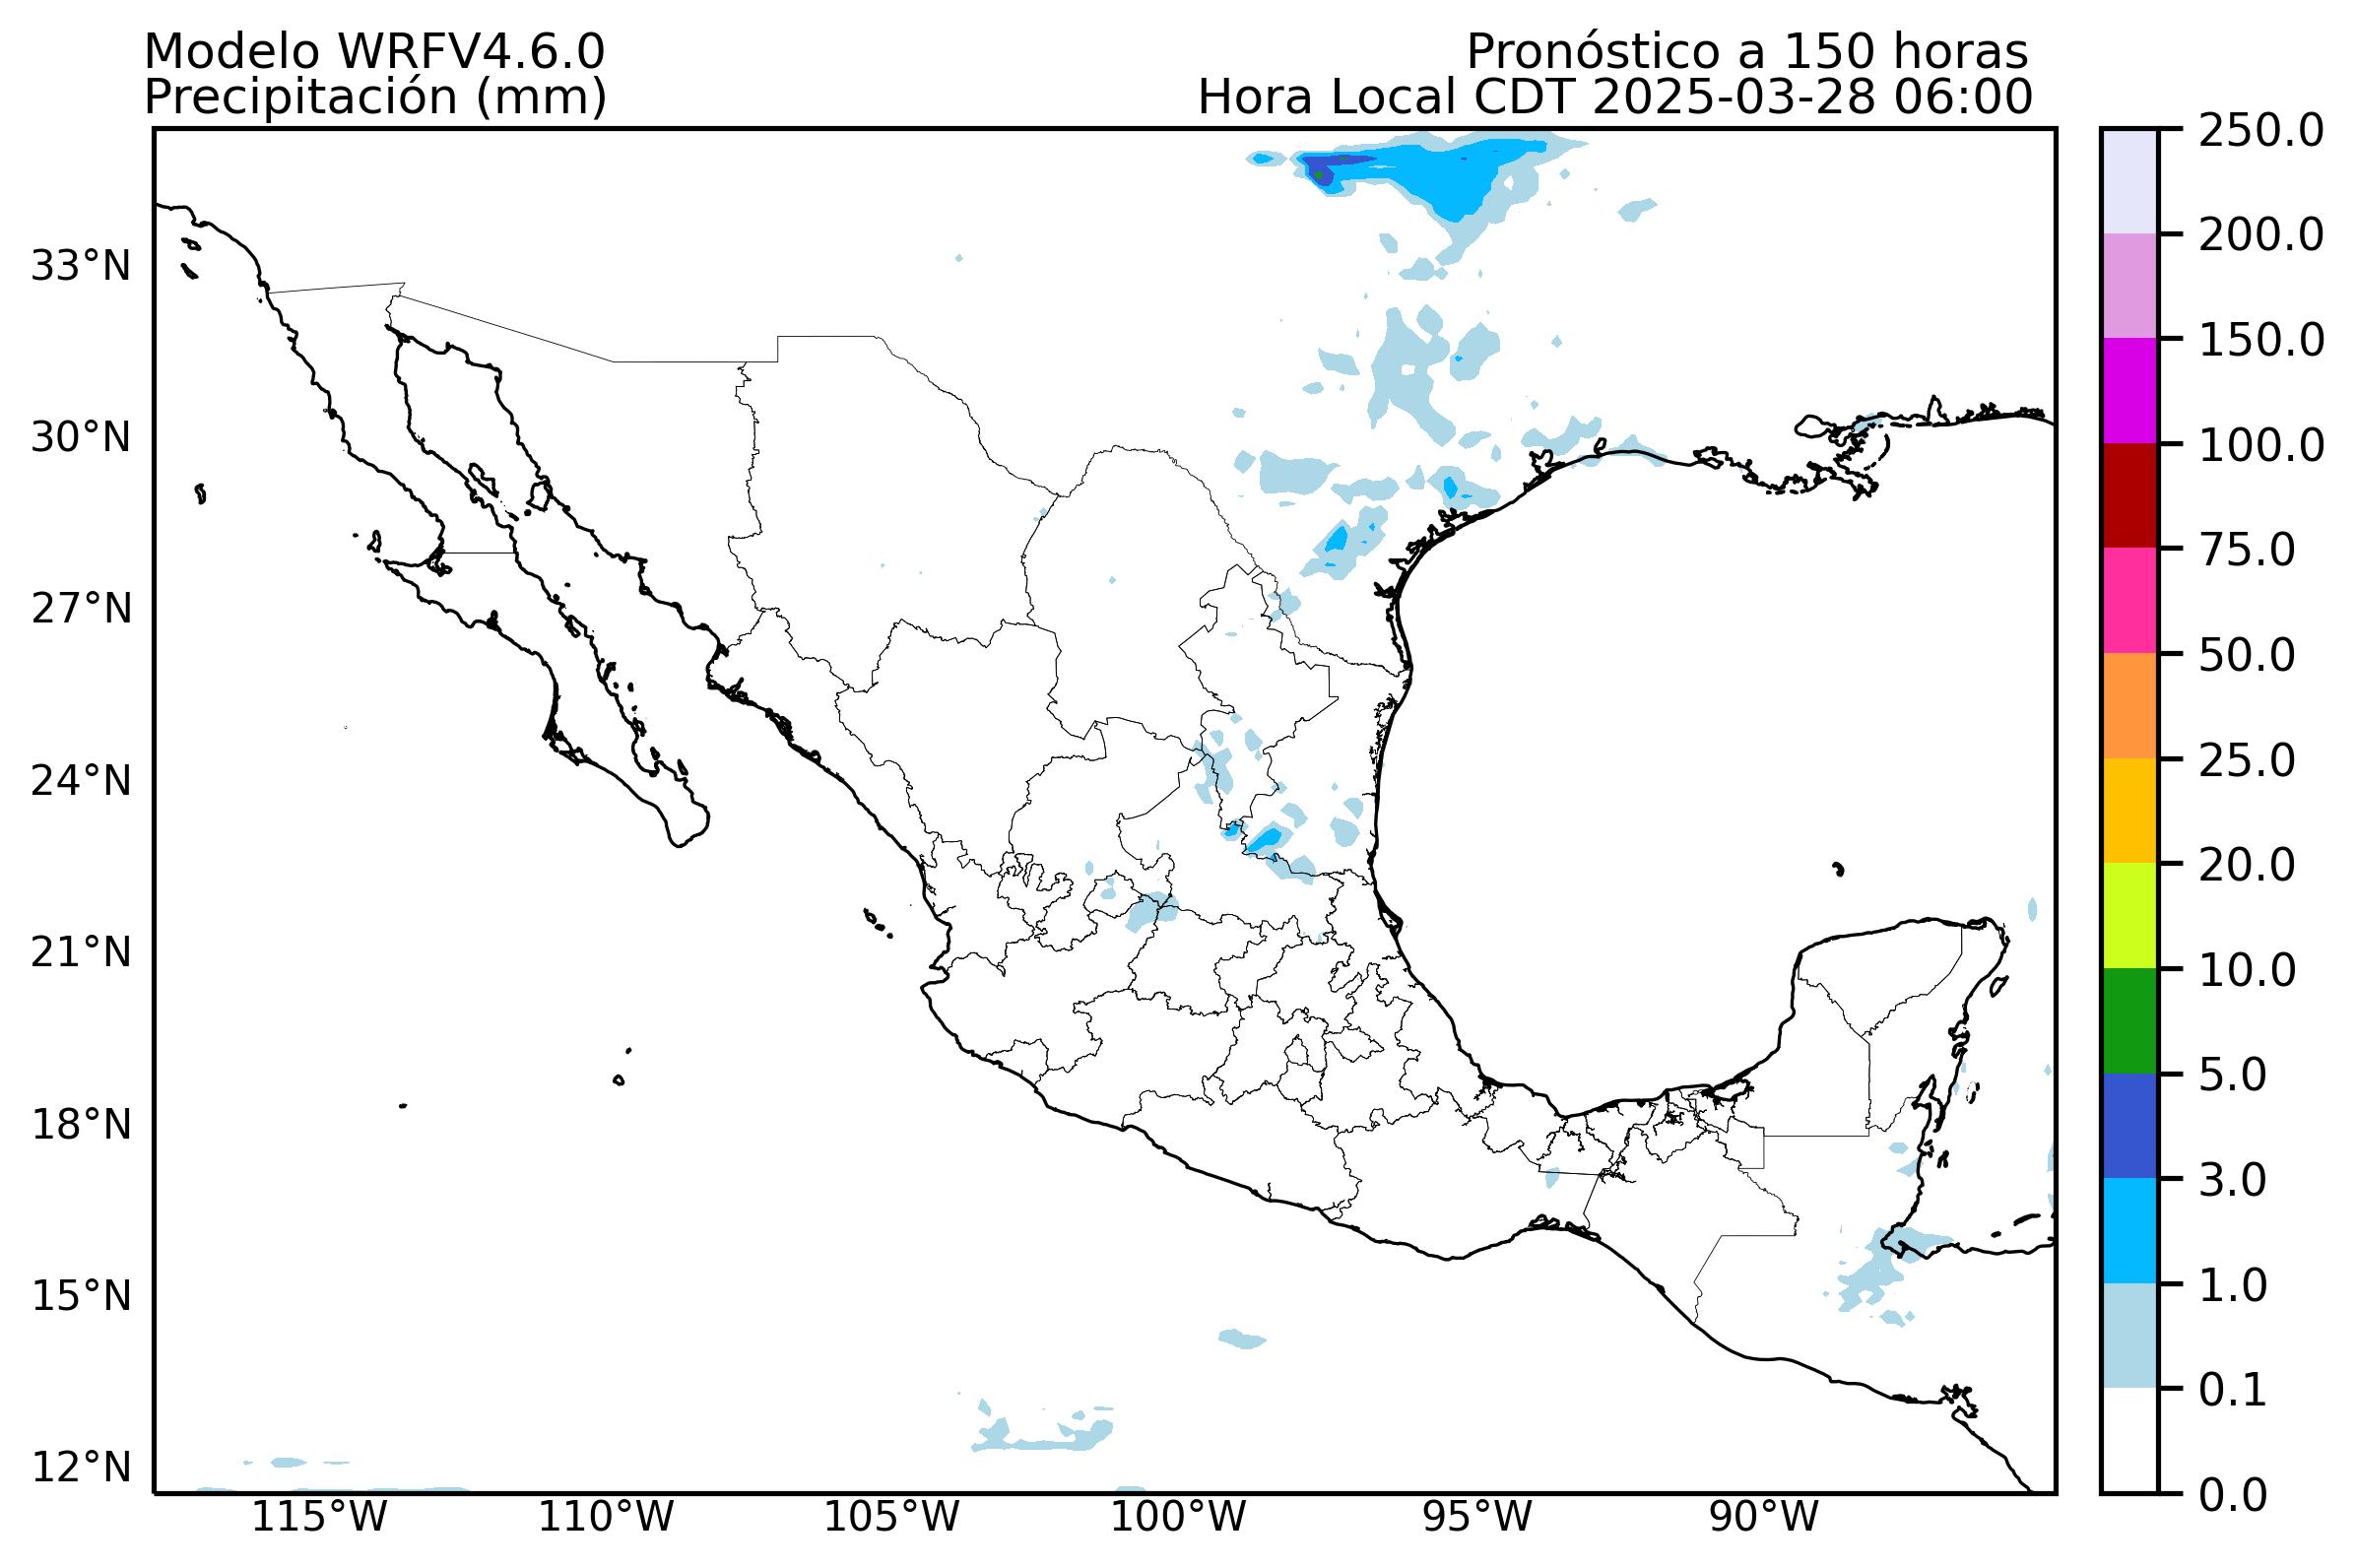 Modelo WRFV4.6.0
Pronóstico a 150 horas
Precipitación (mm)
Hora Local CDT 2025-03-28 06:00
33°N
30°N
27°N
24°N
21°N
18°N
15°N
12°N
115°W
110°W
105°W
100°W
95°W
90°W
250.0
200.0
150.0
100.0
75.0
50.0
25.0
20.0
10.0
5.0
3.0
1.0
0.1
0.0